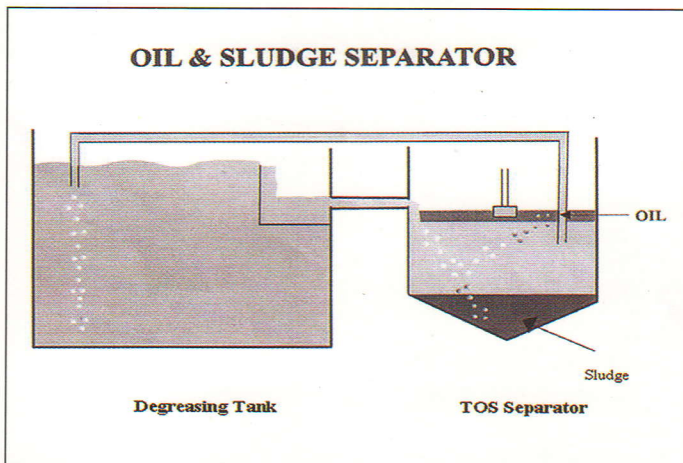 OIL & SLUDGE SEPARATOR
OIL
Sludge
Degreasing Tank
TOS Separator